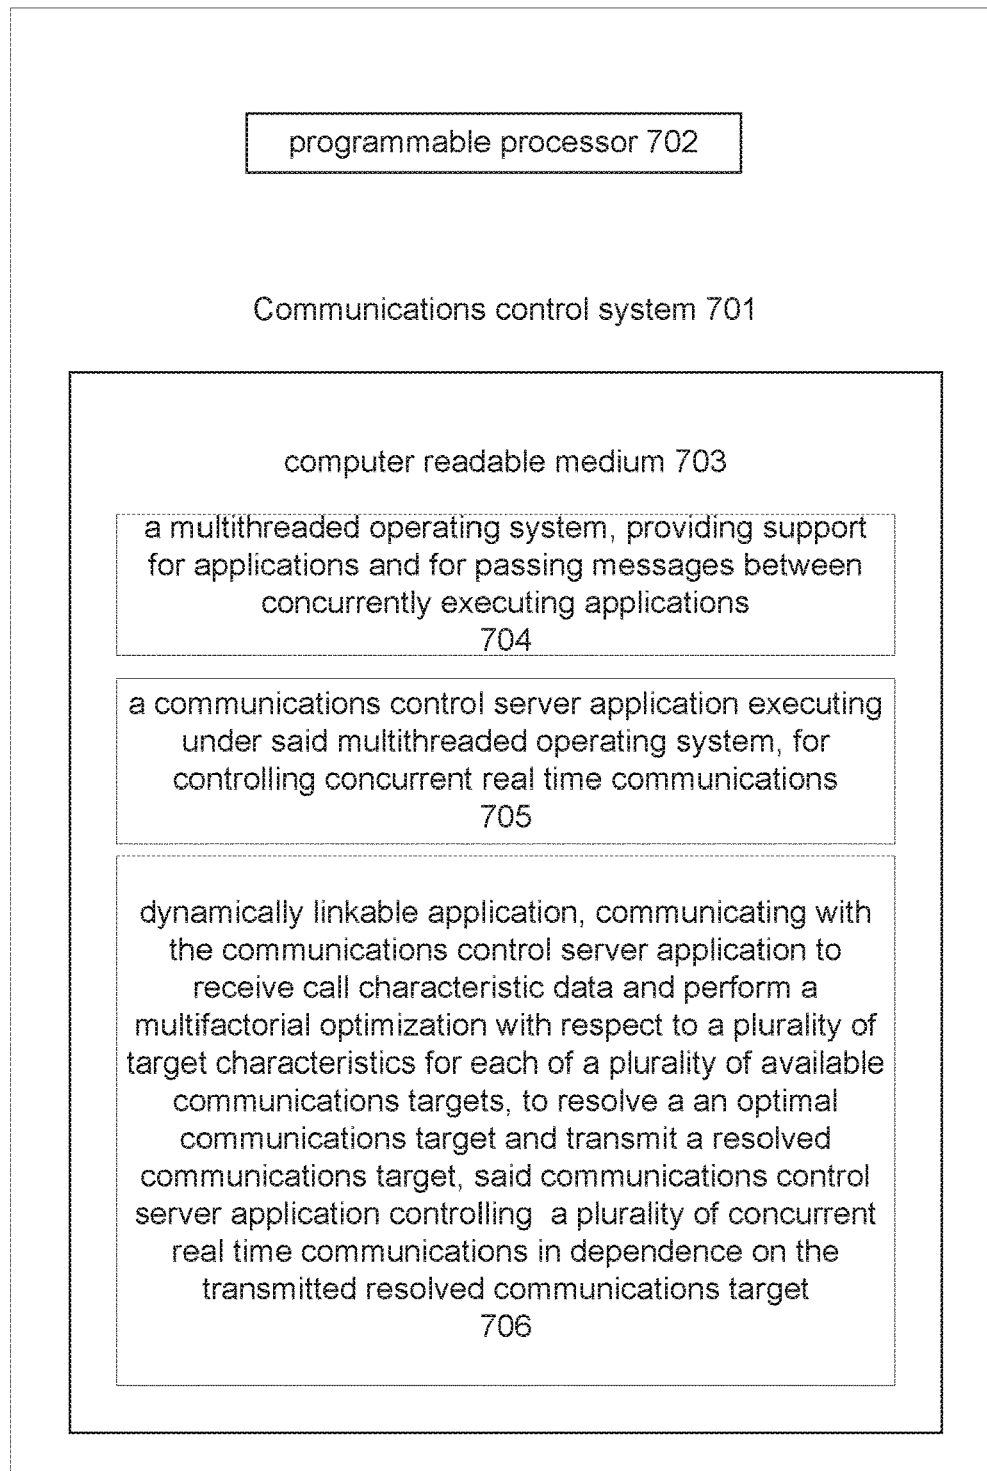 programmable processor 702
Communications control system 701
computer readable medium 703
a multithreaded operating system, providing support
for applications and for passing messages between
concurrently executing applications
704
a communications control server application executing
under said multithreaded operating system, for
controlling concurrent real time communications
705
dynamically linkable application, communicating with
the communications control server application to
receive call characteristic data and perform a
multifactorial optimization with respect to a plurality of
target characteristics for each of a plurality of available
communications targets, to resolve a an optimal
communications target and transmit a resolved
communications target, said communications control
server application controlling  a plurality of concurrent
real time communications in dependence on the
transmitted resolved communications target
706